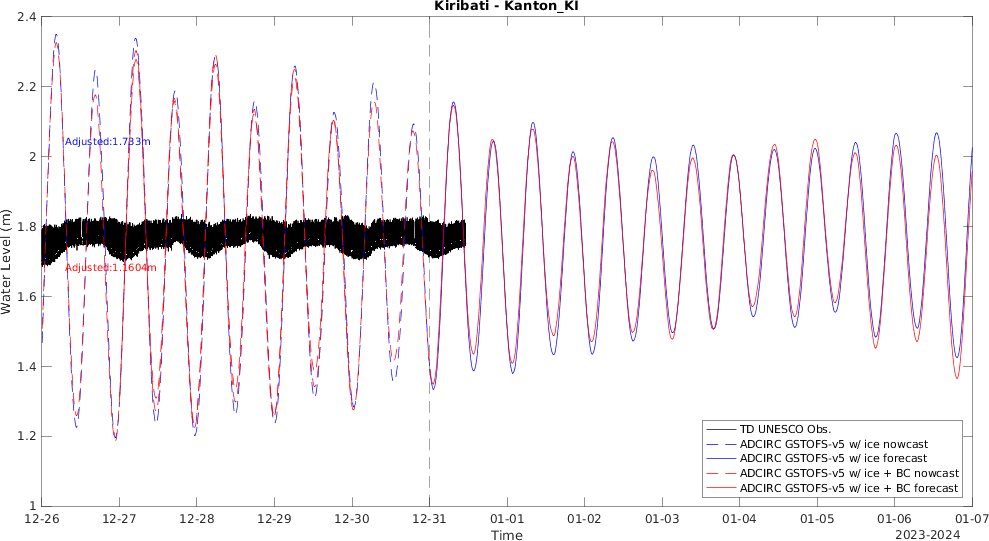 Kiribati - Kanton_KI
2.4
2.2
2
1.8
1.6
1.4
1.2
1
Water Level (m)
Adjusted:1.733m
Adjusted:1.1604m
TD UNESCO Obs.
ADCIRC GSTOFS-v5 w/ ice nowcast
ADCIRC GSTOFS-v5 w/ ice forecast
ADCIRC GSTOFS-v5 w/ ice + BC nowcast
ADCIRC GSTOFS-v5 w/ ice + BC forecast
12-26 12-27 12-28 12-29 12-30 12-31 01-01 01-02 01-03 01-04 01-05 01-06 01-07
Time
2023-2024